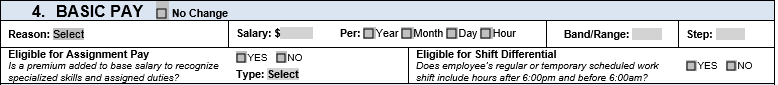 4. BASIC PAY ☐ No Change
Reason: Select Salary: $ Per: ☐ Year ☐ Month ☐ Day ☐ Hour Band/Range: Step:
Eligible for Assignment Pay
Is a premium added to base salary to recognize
specialized skills and assigned duties?
☐ YES ☐ NO
Type: Select
Eligible for Shift Differential
Does employee's regular or temporary scheduled work
shift include hours after 6:00pm and before 6:00am?
☐ YES ☐ NO